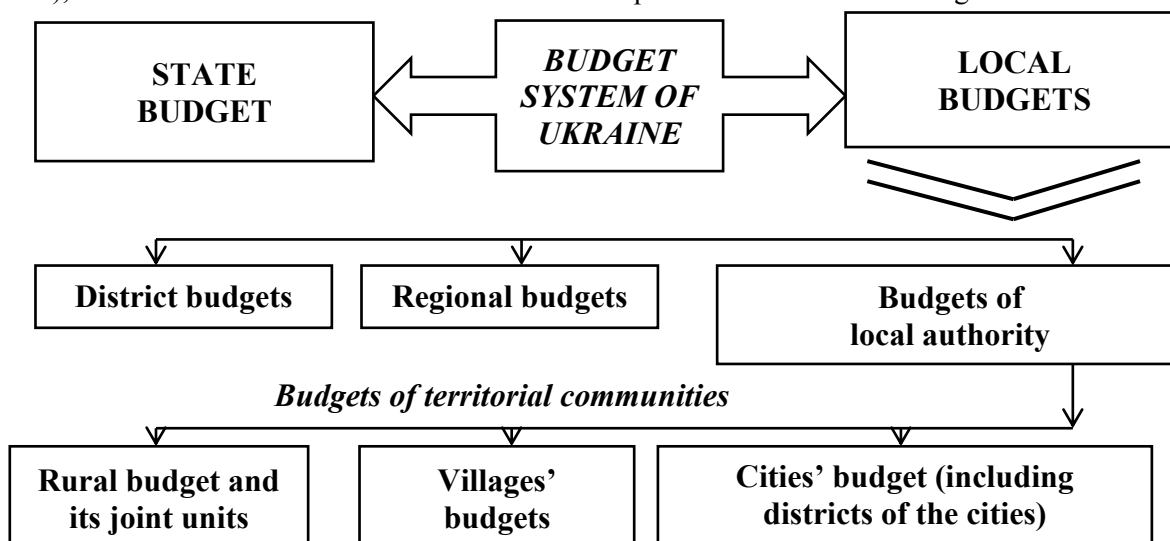 STATE
BUDGET
BUDGET
SYSTEM OF
UKRAINE
LOCAL
BUDGETS
District budgets
Regional budgets
Budgets of
local authority
Budgets of territorial communities
Rural budget and
its joint units
Villages’
budgets
Cities’ budget (including
districts of the cities)